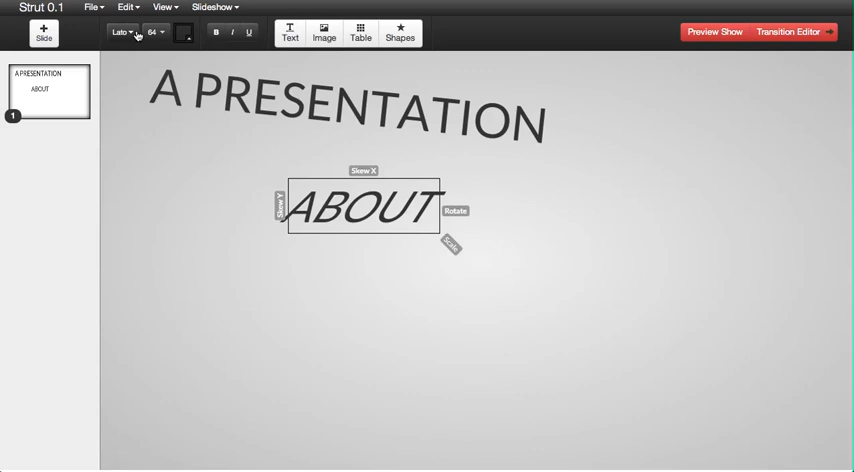 Strut 0.1 File Edit View Slideshow
Slide Lato 64 B I U Text Image Table Shapes Preview Show Transition Editor
A PRESENTATION
ABOUT
1
A PRESENTATION
Skew X
Skew Y
ABOUT
Rotate
Scale